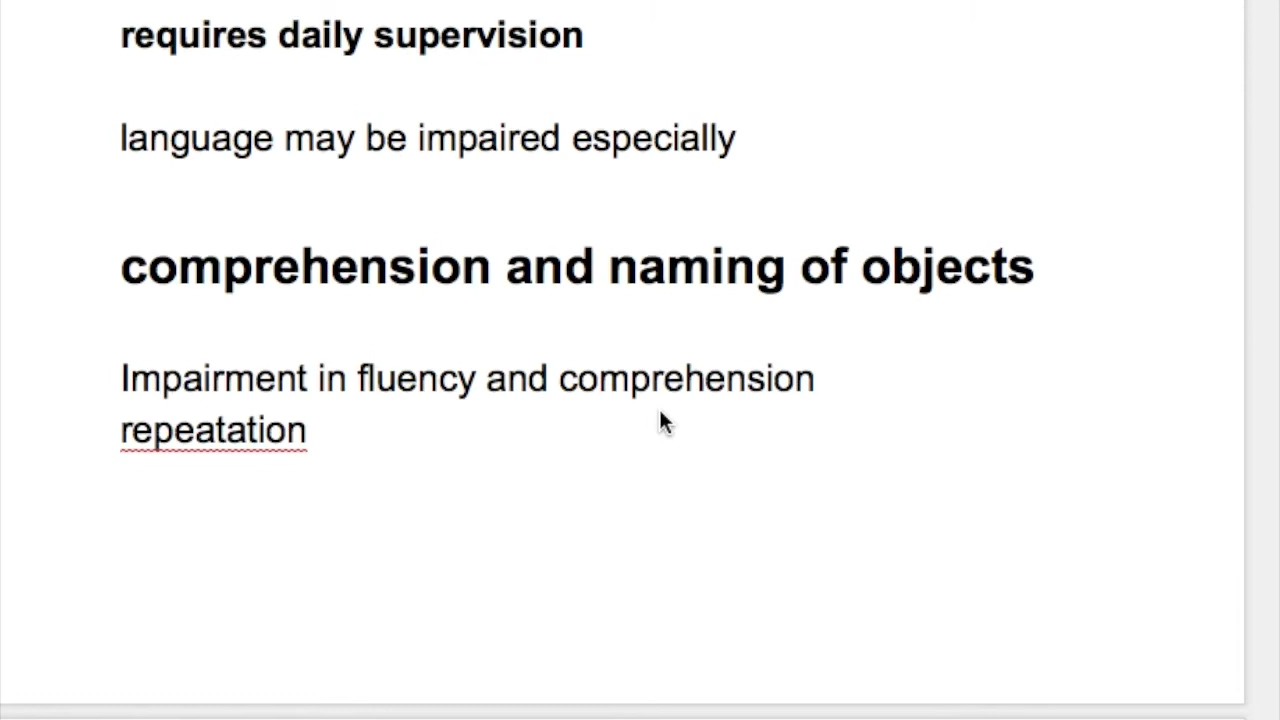 requires daily supervision
language may be impaired especially
comprehension and naming of objects
Impairment in fluency and comprehension
repeatation